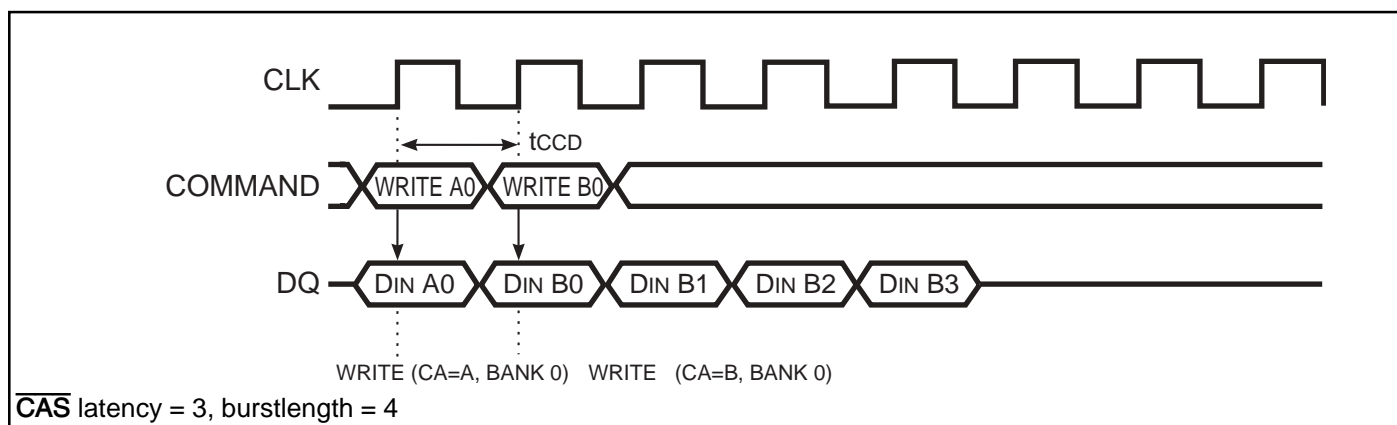 CLK
tCCD
COMMAND WRITE A0 WRITE B0
DQ DIN A0 DIN B0 DIN B1 DIN B2 DIN B3
WRITE (CA=A, BANK 0) WRITE (CA=B, BANK 0)
CAS latency = 3, burstlength = 4